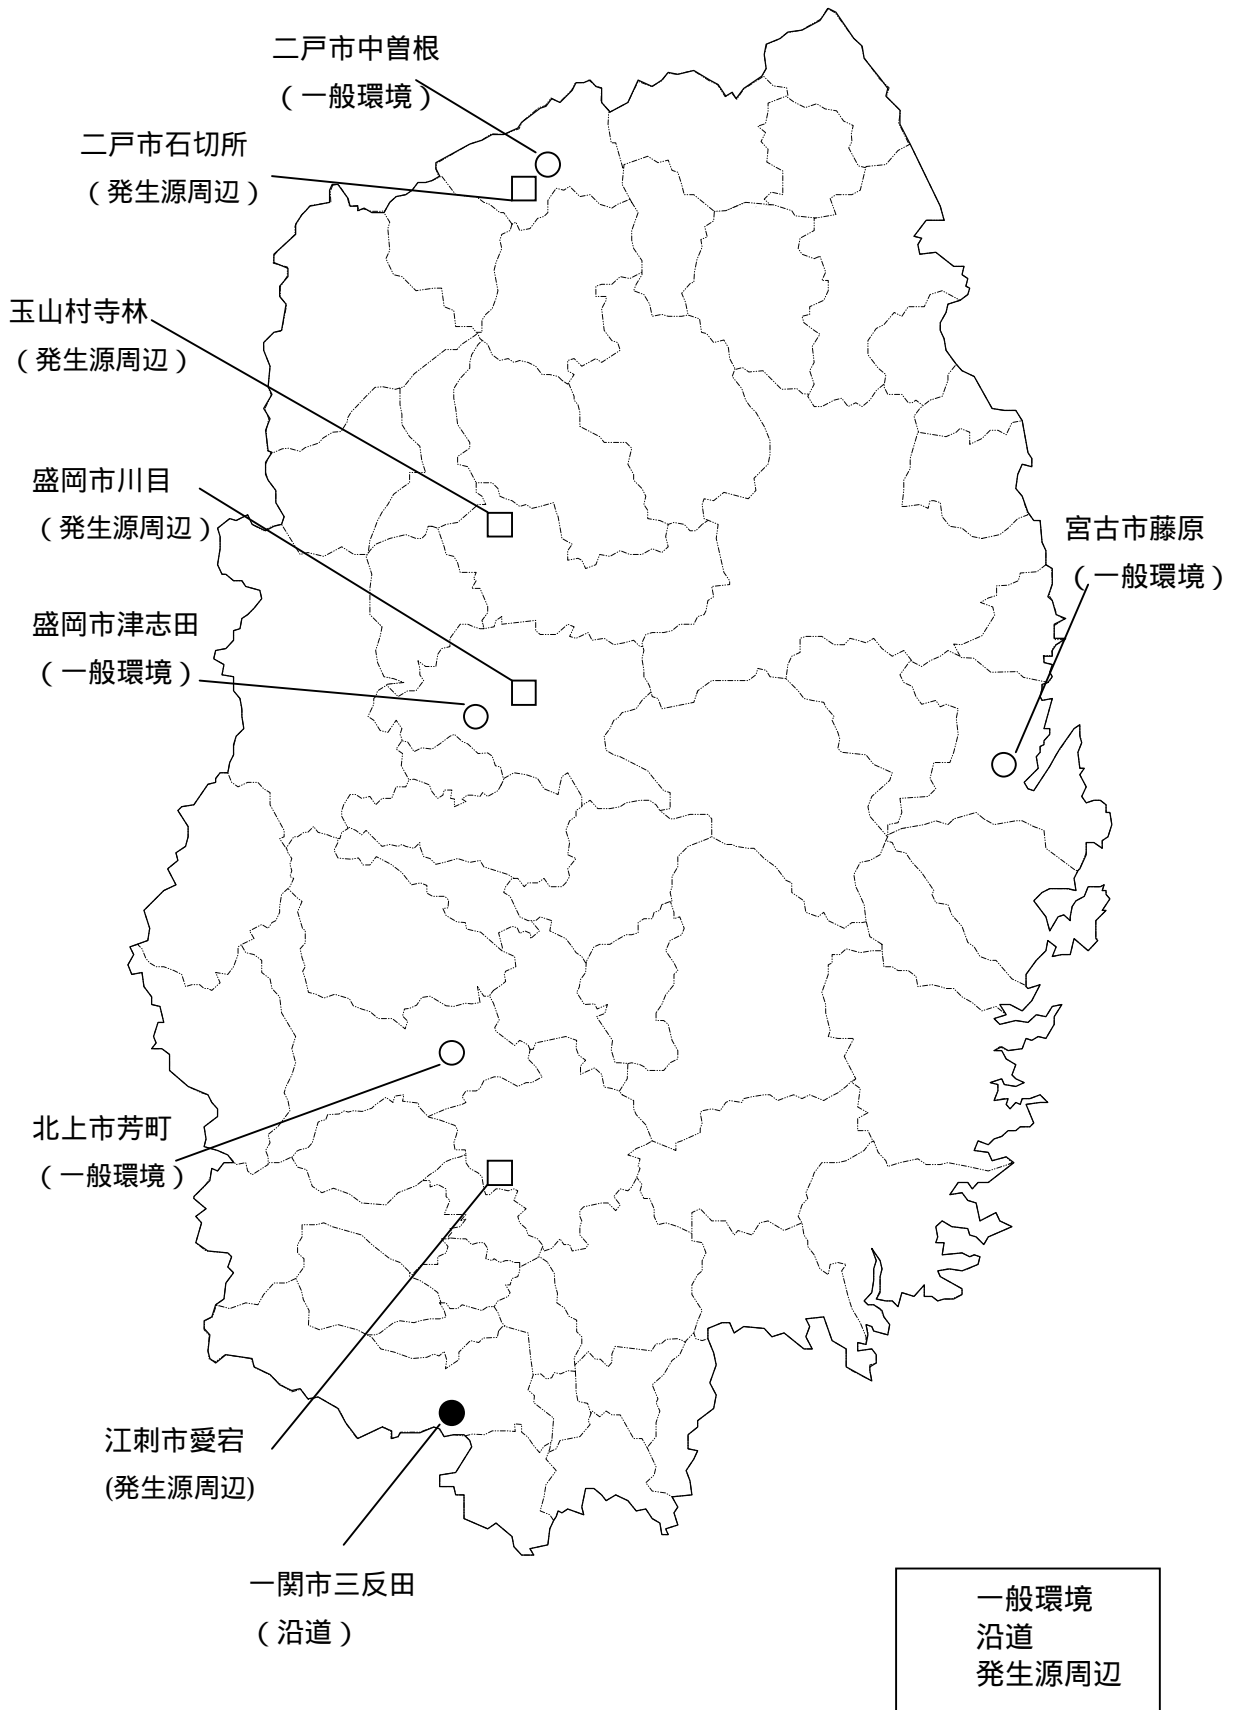 二戸市中曽根
（一般環境）
二戸市石切所
（発生源周辺）
玉山村寺林
（発生源周辺）
盛岡市川目
（発生源周辺）
宮古市藤原
（一般環境）
盛岡市津志田
（一般環境）
北上市芳町
（一般環境）
江刺市愛宕
(発生源周辺)
一関市三反田
（沿道）
一般環境
沿道
発生源周辺